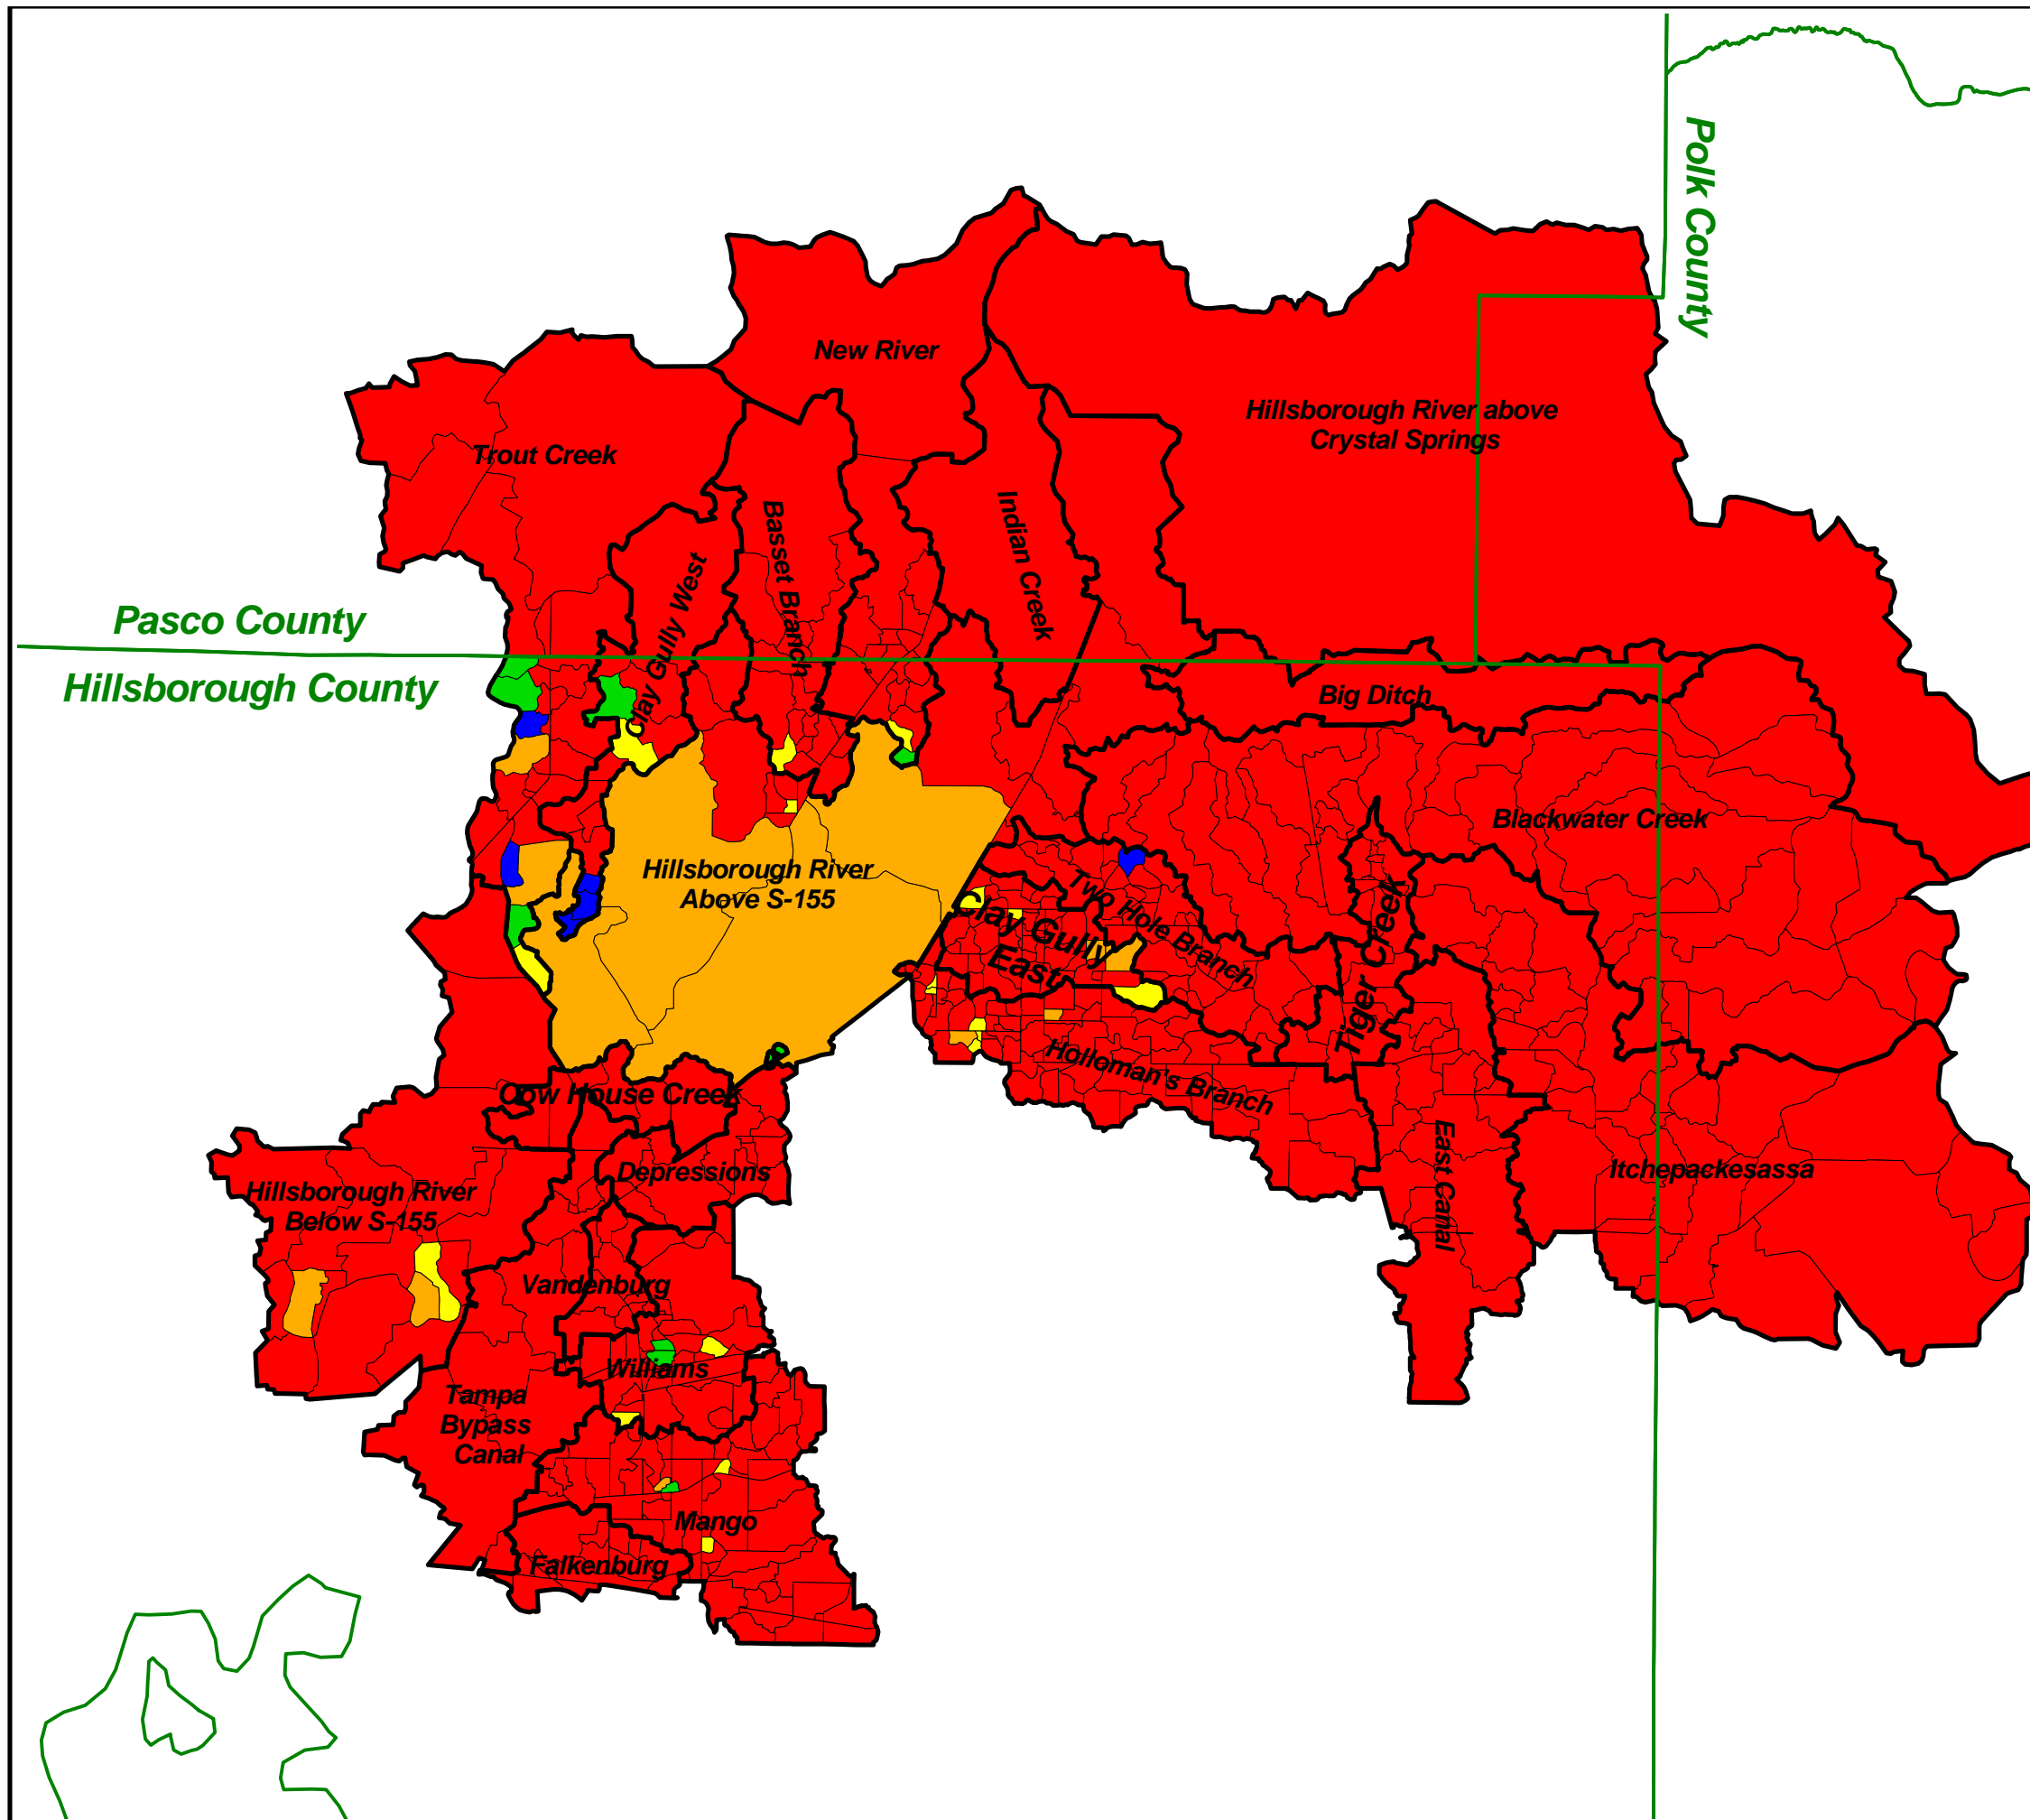 Polk County
New River
Hillsborough River above
Crystal Springs
Trout Creek
Basset Branch
Indian Creek
Clay Gully West
Pasco County
Hillsborough County
Big Ditch
Blackwater Creek
Hillsborough River
Above S-155
Two Hole Branch
Clay Gully
East
Tiger Creek
Holloman's Branch
Cow House Creek
East Canal
Itchepackesassa
Depressions
Hillsborough River
Below S-155
Vandenburg
Williams
Tampa
Bypass
Canal
Mango
Falkenburg